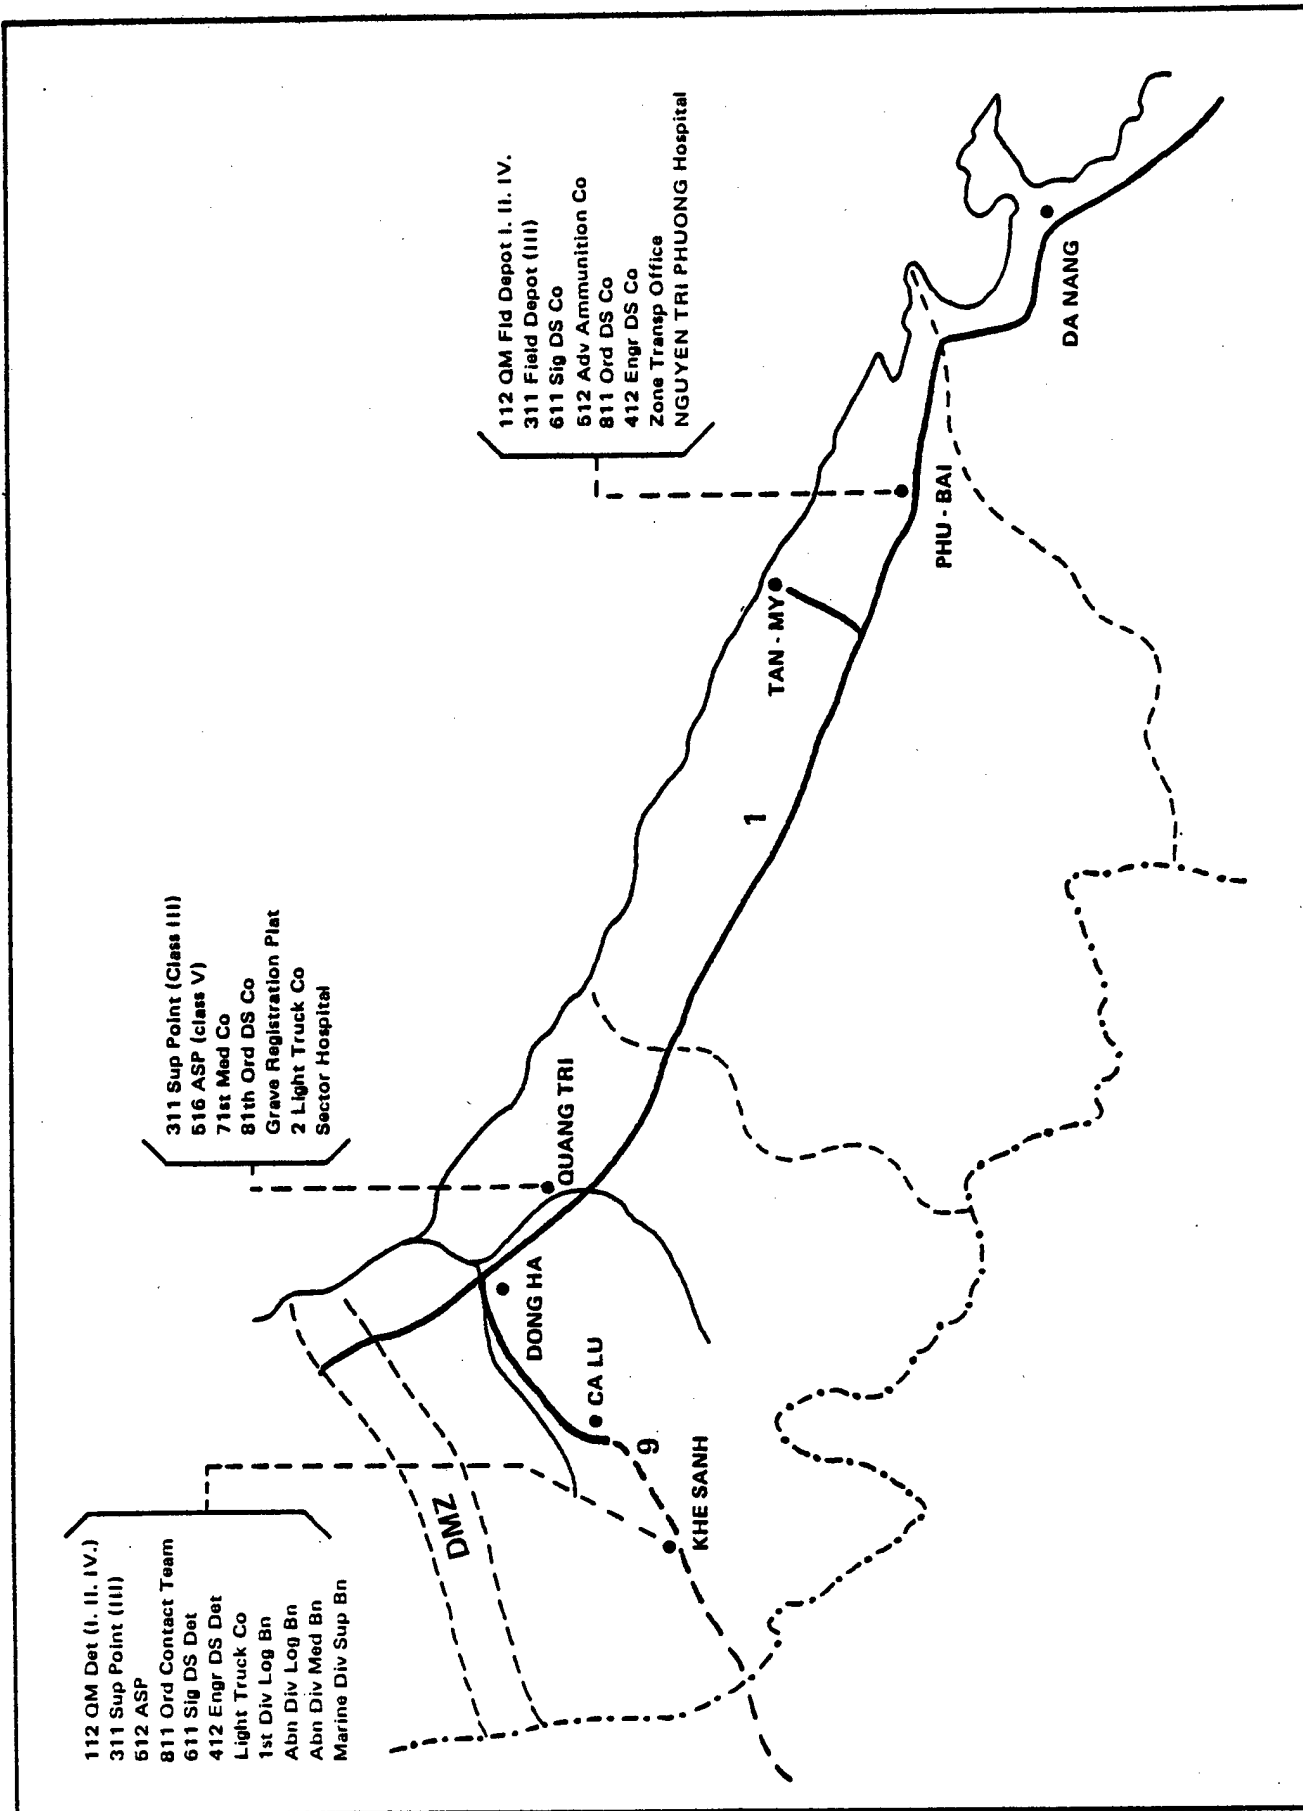 112 QM Det (I. II. IV.)
311 Sup Point (III)
512 ASP
811 Ord Contact Team
611 Sig DS Det
412 Engr DS Det
Light Truck Co
1st Div Log Bn
Abn Div Log Bn
Abn Div Med Bn
Marine Div Sup Bn
311 Sup Point (Class III)
516 ASP (class V)
71st Med Co
81th Ord DS Co
Grave Registration Plat
2 Light Truck Co
Sector Hospital
112 QM Fld Depot I. II. IV.
311 Field Depot (III)
611 Sig DS Co
512 Adv Ammunition Co
811 Ord DS Co
412 Engr DS Co
Zone Transp Office
NGUYEN TRI PHUONG Hospital
DMZ
DONG HA
QUANG TRI
CA LU
9
KHE SANH
1
TAN - MY
PHU - BAI
DA NANG